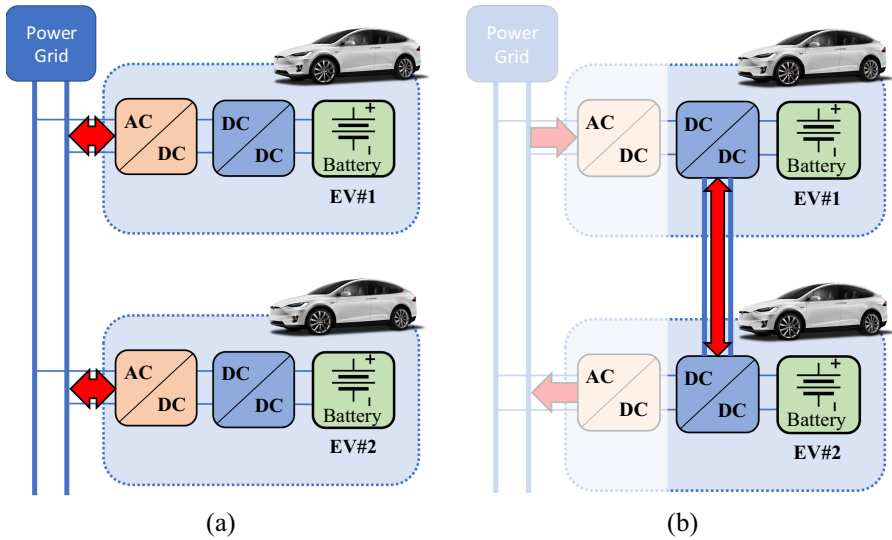 Power
Grid
AC
DC
DC
DC
+
Battery
EV#1
AC
DC
DC
DC
+
Battery
EV#2
(a)
Power
Grid
AC
DC
DC
DC
+
Battery
EV#1
AC
DC
DC
DC
+
Battery
EV#2
(b)